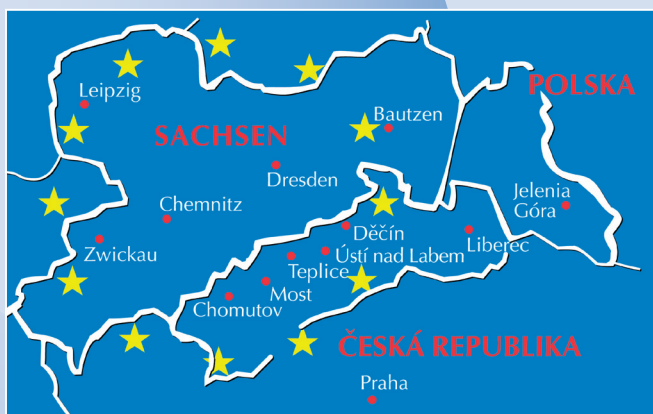 POLSKA
Leipzig
Bautzen
SACHSEN
Dresden
Jelenia
Góra
Chemnitz
Děčín
Liberec
Zwickau
Ústí nad Labem
Teplice
Most
Chomutov
ČESKÁ REPUBLIKA
Praha